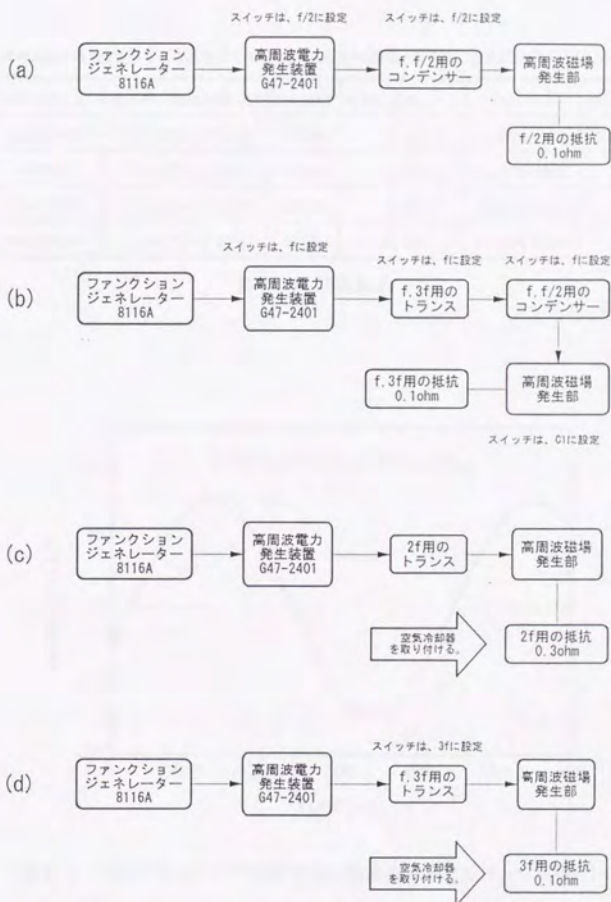 スイッチは、f/2に設定
スイッチは、f/2に設定
(a)
ファンクション
ジェネレーター
8116A
高周波電力
発生装置
G47-2401
f.f/2用の
コンデンサー
高周波磁場
発生部
f/2用の抵抗
0.1ohm
スイッチは、fに設定
スイッチは、fに設定
スイッチは、fに設定
(b)
ファンクション
ジェネレーター
8116A
高周波電力
発生装置
G47-2401
f.3f用の
トランス
f.f/2用の
コンデンサー
f.3f用の抵抗
0.1ohm
高周波磁場
発生部
スイッチは、C1に設定
(c)
ファンクション
ジェネレーター
8116A
高周波電力
発生装置
G47-2401
2f用の
トランス
高周波磁場
発生部
空気冷却器
を取り付ける。
2f用の抵抗
0.3ohm
スイッチは、3fに設定
(d)
ファンクション
ジェネレーター
8116A
高周波電力
発生装置
G47-2401
f.3f用の
トランス
高周波磁場
発生部
空気冷却器
を取り付ける。
3f用の抵抗
0.1ohm